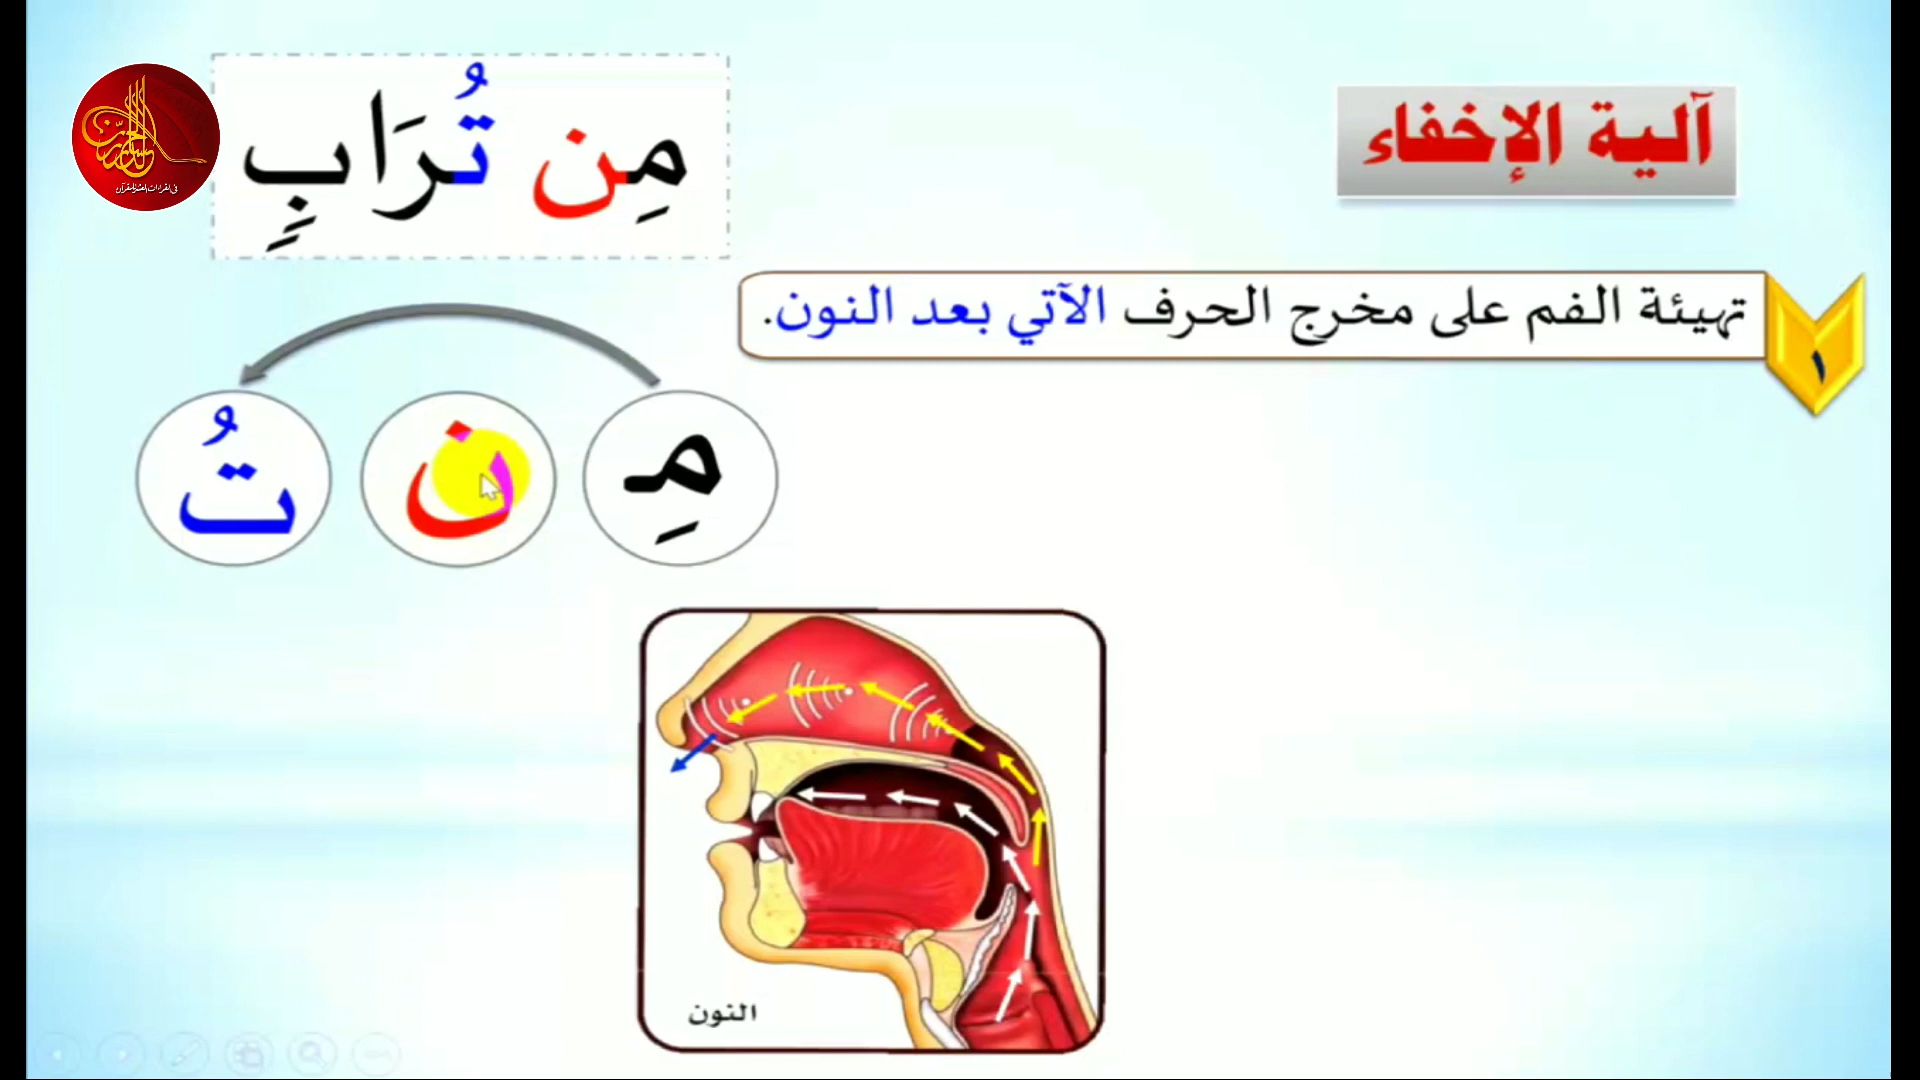 آلية الإخفاء
مِن تُرَابٍ
تهيئة الفم على مخرج الحرف الآتي بعد النون.
١
مِـ
ن
تُ
النون